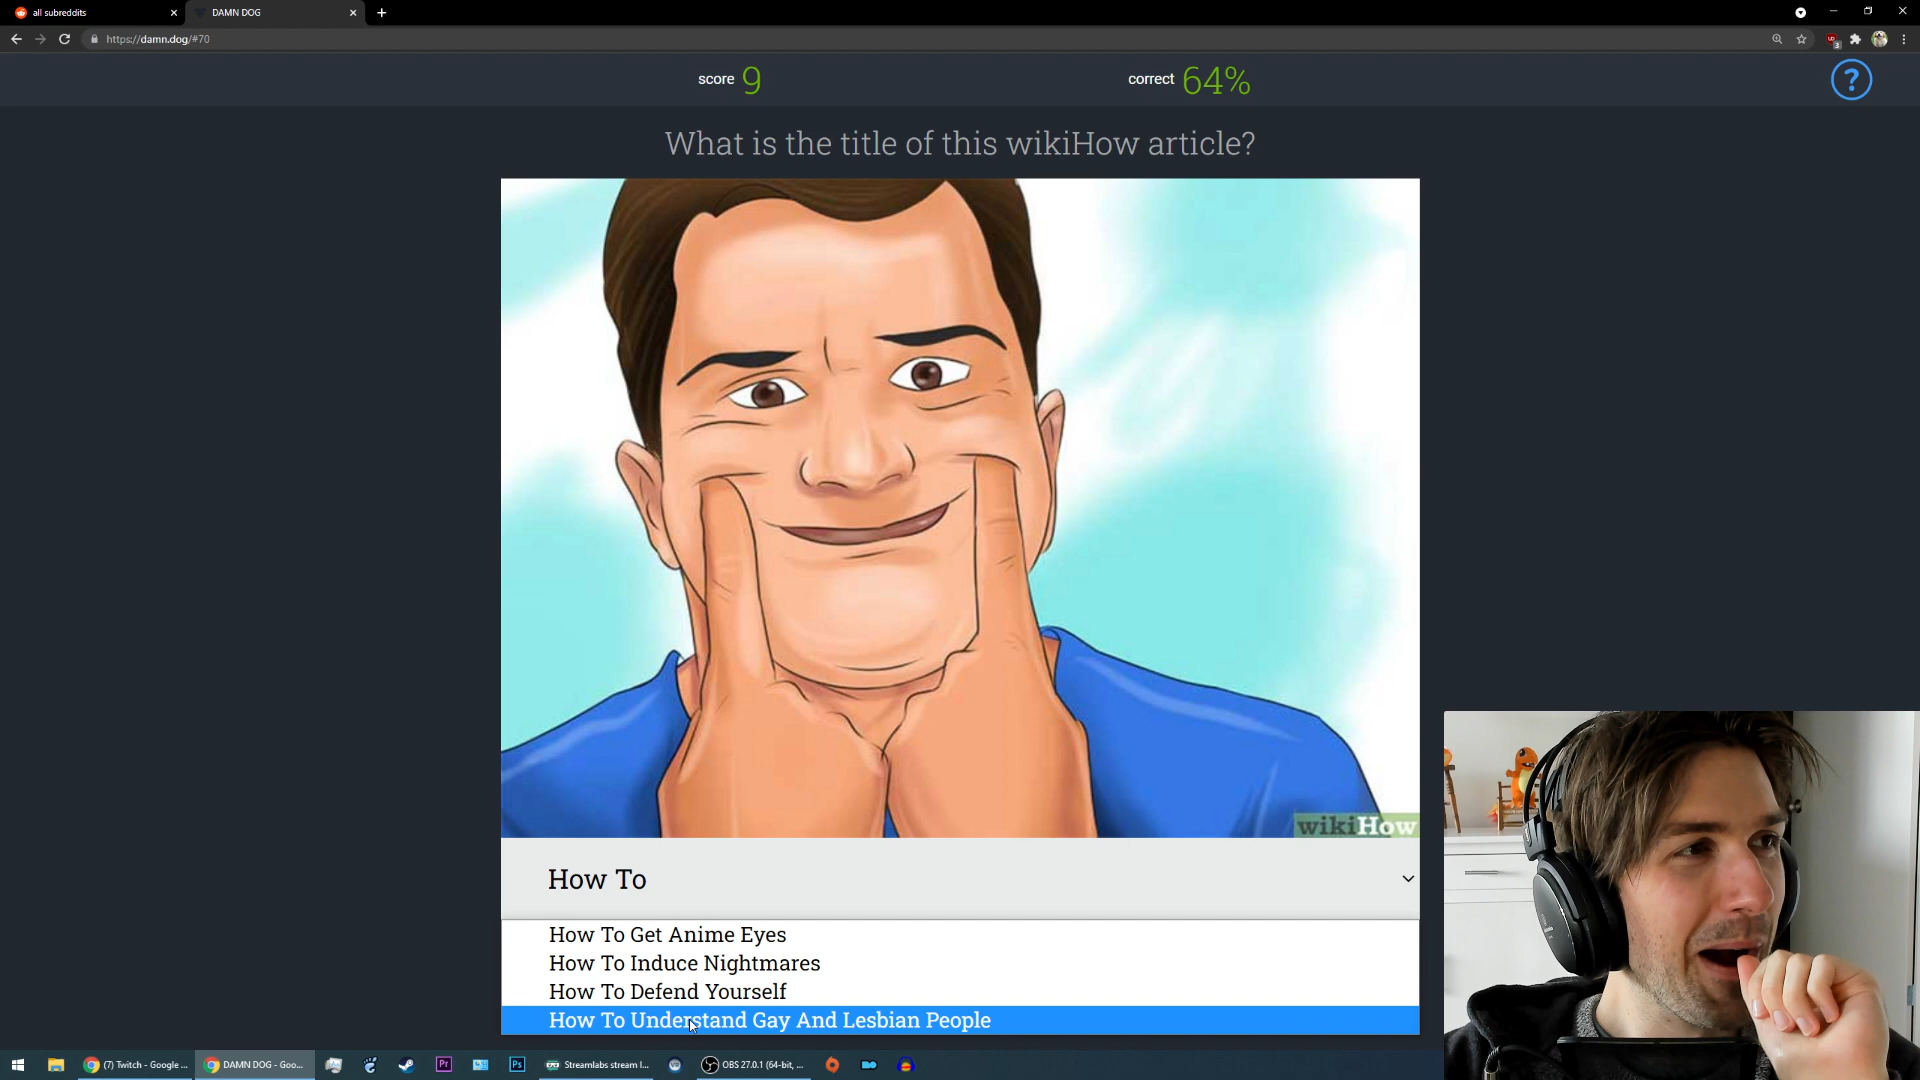 all subreddits
DAMN DOG
https://damn.dog/#70
score 9
correct 64%
?
What is the title of this wikiHow article?
wikiHow
How To
How To Get Anime Eyes
How To Induce Nightmares
How To Defend Yourself
How To Understand Gay And Lesbian People
(7) Twitch - Google ...
DAMN DOG - Goo...
Pr
Ps
Streamlabs stream l...
OBS 27.0.1 (64-bit, ...